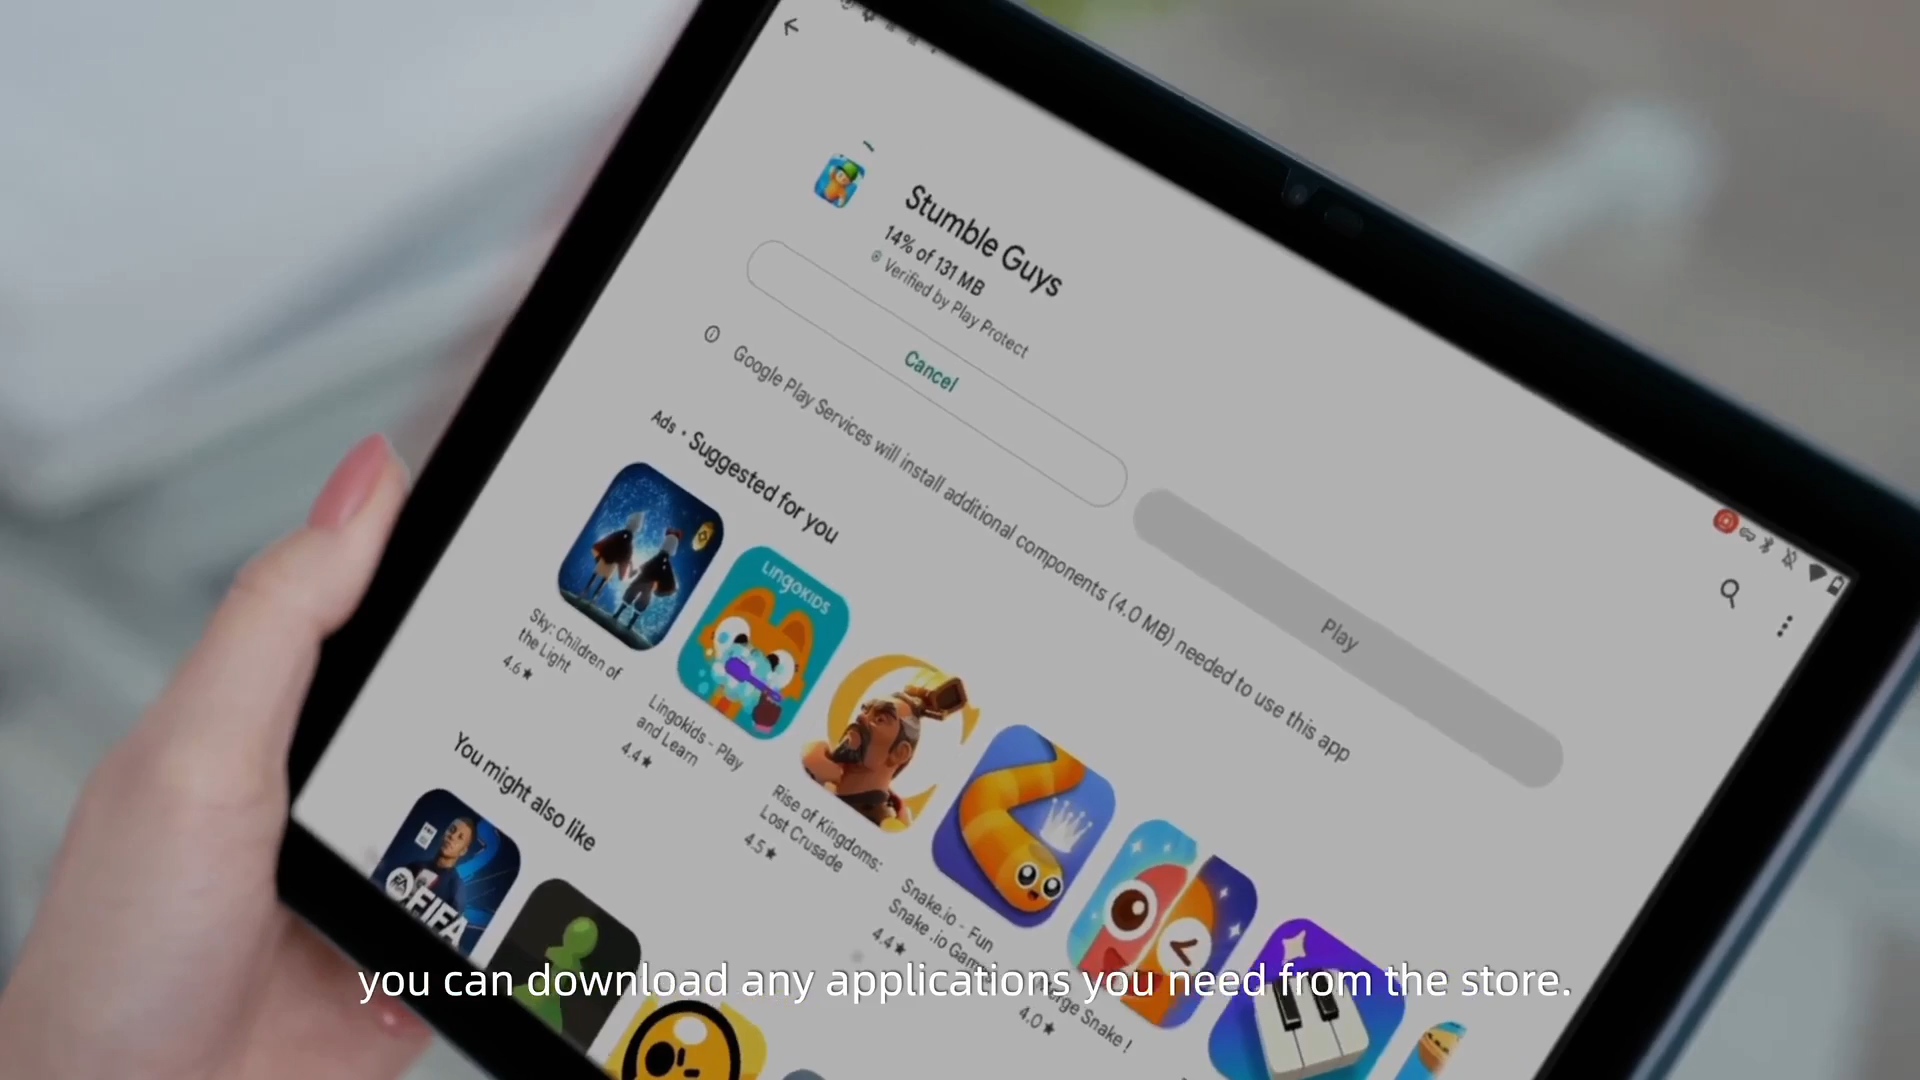 Stumble Guys
14% of 131 MB
Verified by Play Protect
Cancel
Play
Google Play Services will install additional components (4.0 MB) needed to use this app
Ads • Suggested for you
LINGOKIDS
Sky: Children of
the Light
4.6★
Lingokids - Play
and Learn
4.4★
Rise of Kingdoms:
Lost Crusade
4.5★
Snake.io - Fun
Snake .io
4.4★
Snake !
4.0★
You might also like
FIFA
you can download any applications you need from the store.